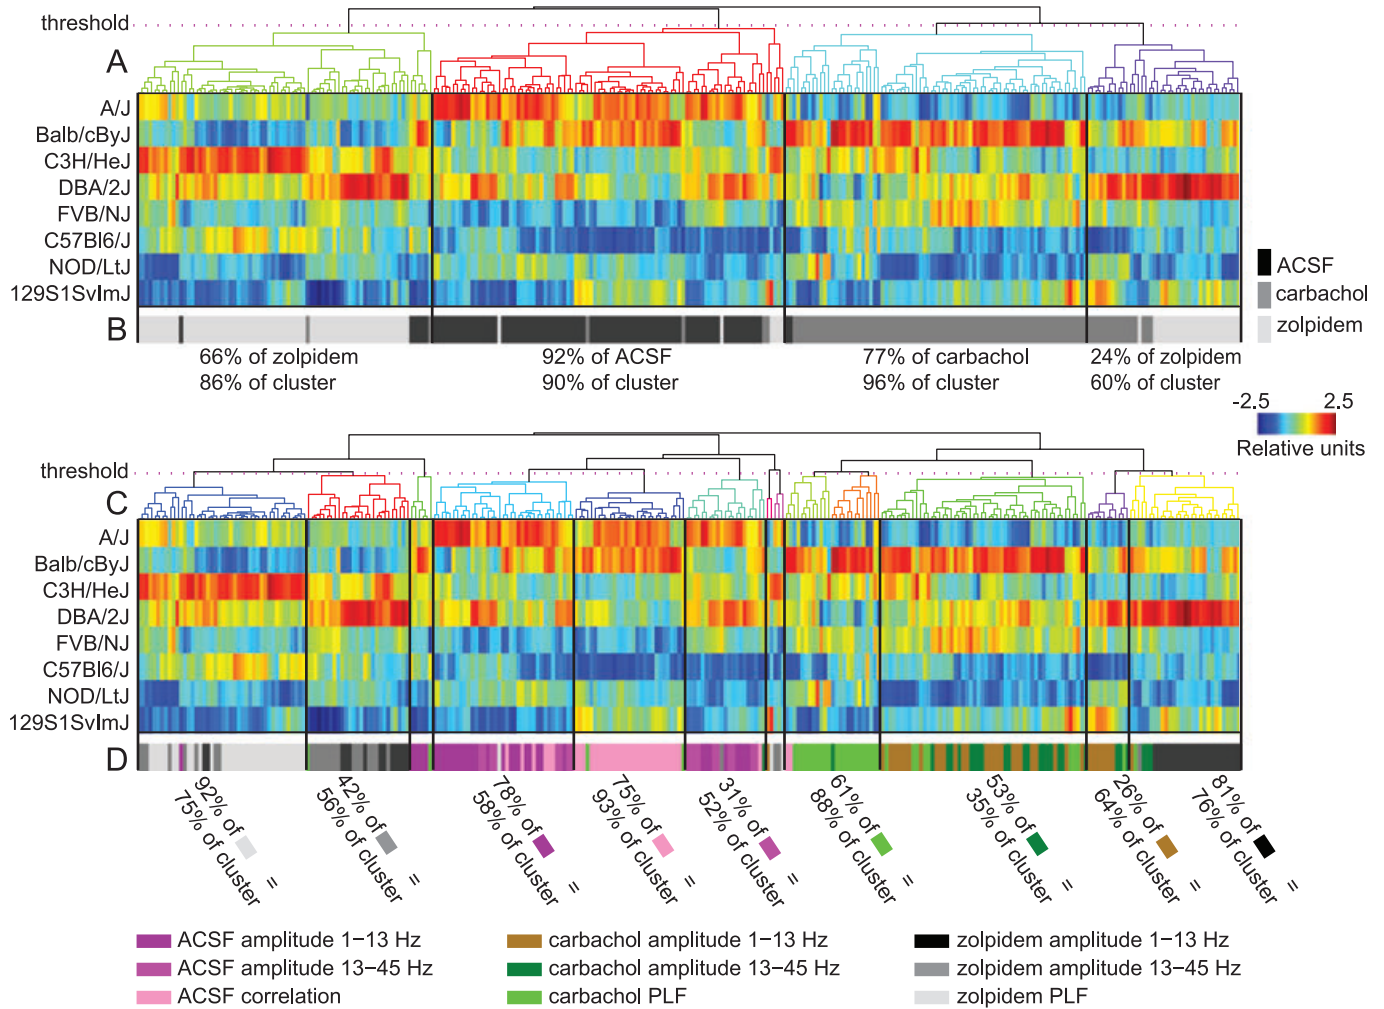 threshold
A
A/J
Balb/cByJ
C3H/HeJ
DBA/2J
FVB/NJ
C57Bl6/J
NOD/LtJ
129S1SvImJ
ACSF
carbachol
zolpidem
B
66% of zolpidem
86% of cluster
92% of ACSF
90% of cluster
77% of carbachol
96% of cluster
24% of zolpidem
60% of cluster
-2.5 2.5
Relative units
threshold
C
A/J
Balb/cByJ
C3H/HeJ
DBA/2J
FVB/NJ
C57Bl6/J
NOD/LtJ
129S1SvImJ
D
92% of =
75% of cluster
42% of =
56% of cluster
78% of =
58% of cluster
75% of =
93% of cluster
31% of =
52% of cluster
61% of =
88% of cluster
53% of =
35% of cluster
26% of =
64% of cluster
81% of =
76% of cluster
ACSF amplitude 1–13 Hz
ACSF amplitude 13–45 Hz
ACSF correlation
carbachol amplitude 1–13 Hz
carbachol amplitude 13–45 Hz
carbachol PLF
zolpidem amplitude 1–13 Hz
zolpidem amplitude 13–45 Hz
zolpidem PLF